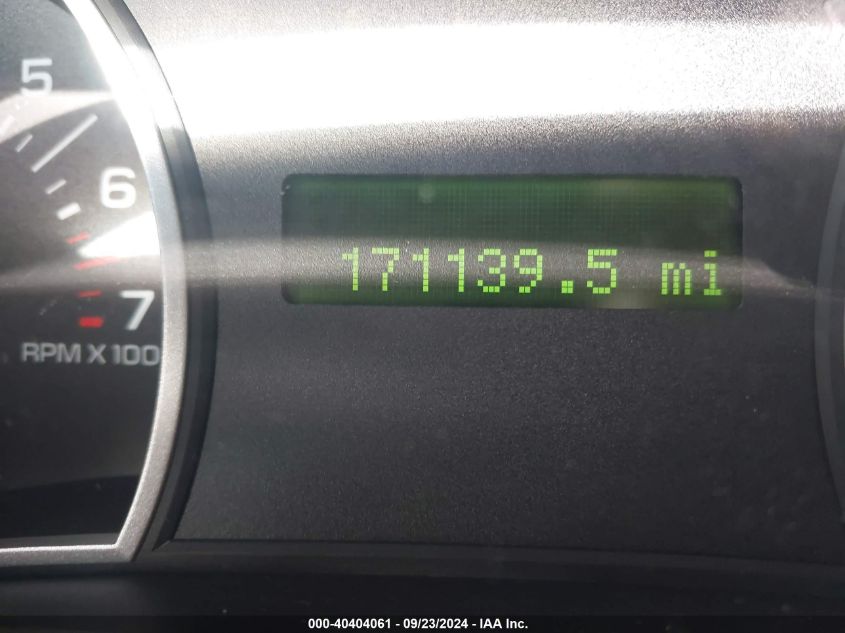 5
6
7
RPM X 100
171139.5 mi
000-40404061 - 09/23/2024 - IAA Inc.